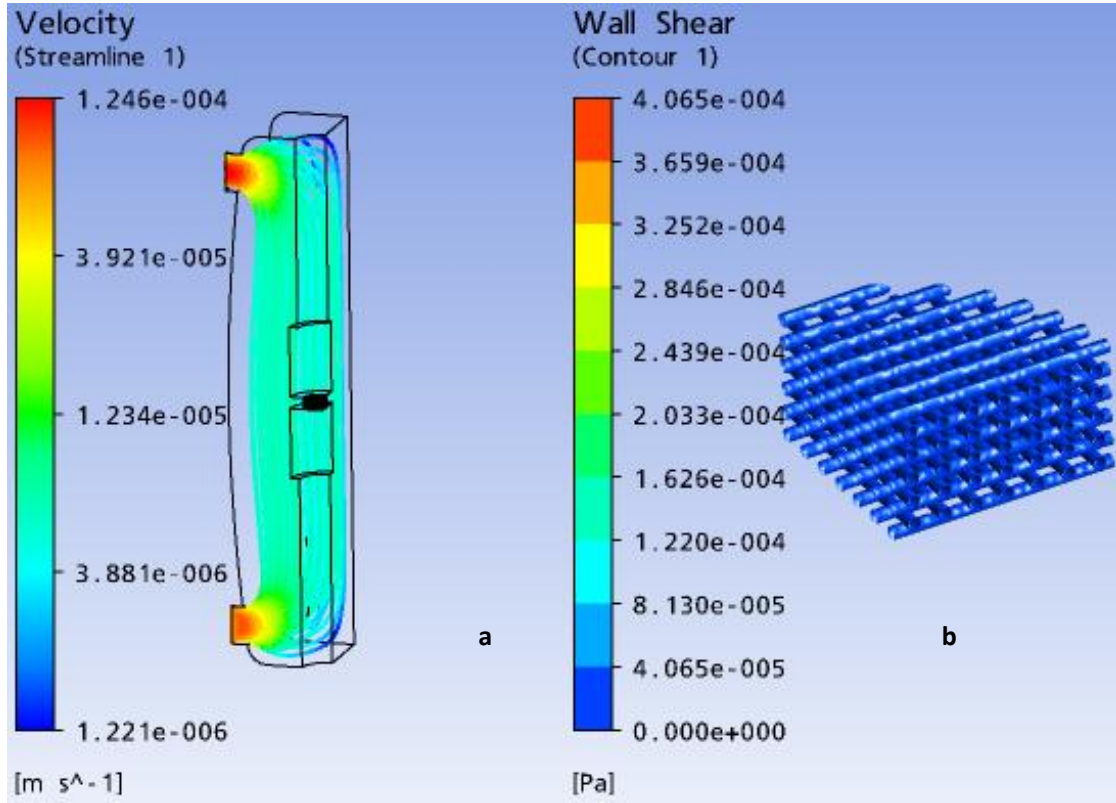 Velocity
(Streamline 1)
1.246e-004
3.921e-005
1.234e-005
3.881e-006
1.221e-006
[m s^-1]
a
Wall Shear
(Contour 1)
4.065e-004
3.659e-004
3.252e-004
2.846e-004
2.439e-004
2.033e-004
1.626e-004
1.220e-004
8.130e-005
4.065e-005
0.000e+000
[Pa]
b